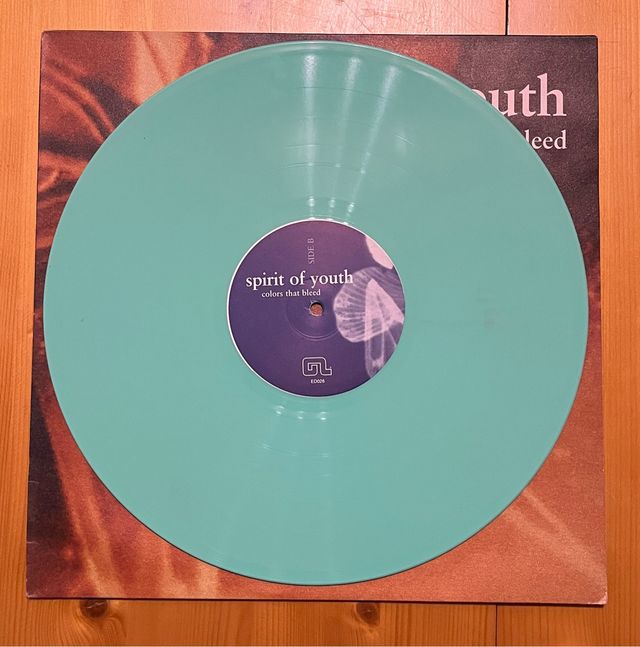 outh
leed
SIDE B
spirit of youth
colors that bleed
ED026